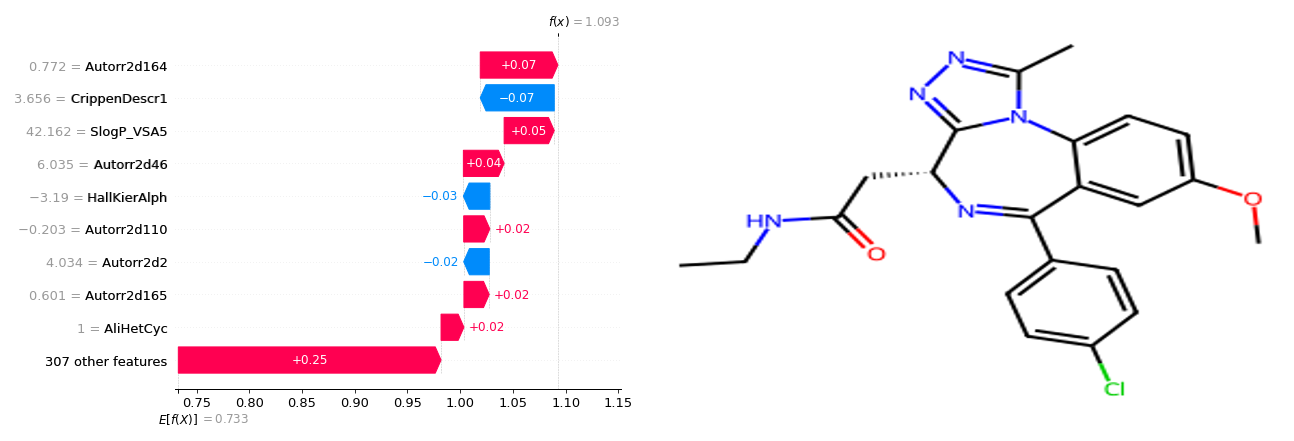 f(x) = 1.093
0.772 = Autorr2d164
+0.07
3.656 = CrippenDescr1
−0.07
42.162 = SlogP_VSA5
+0.05
6.035 = Autorr2d46
+0.04
−3.19 = HallKierAlph
−0.03
−0.203 = Autorr2d110
+0.02
4.034 = Autorr2d2
−0.02
0.601 = Autorr2d165
+0.02
1 = AliHetCyc
+0.02
307 other features
+0.25
0.75 0.80 0.85 0.90 0.95 1.00 1.05 1.10 1.15
E[f(X)] = 0.733
N
N
N
N
HN
O
O
Cl